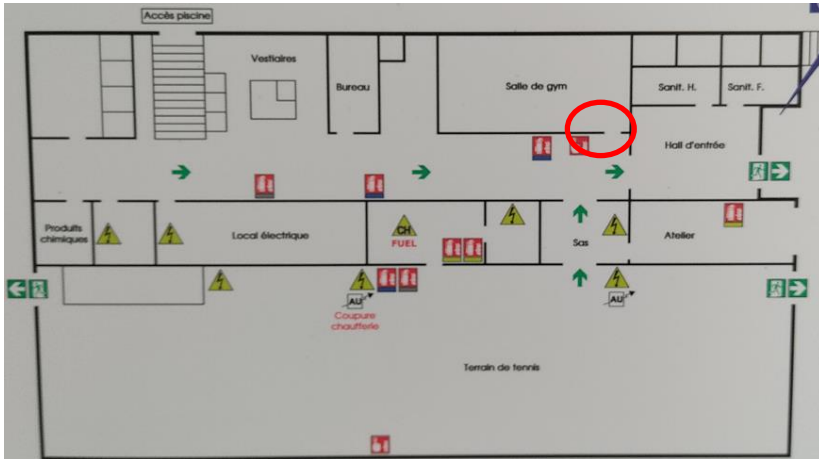 Accès piscine
Vestiaires
Bureau
Salle de gym
Sanit. H.
Sanit. F.
Hall d'entrée
Produits
chimiques
Local électrique
CH
FUEL
Sas
Atelier
AU
Coupure
chaufferie
AU
Terrain de tennis